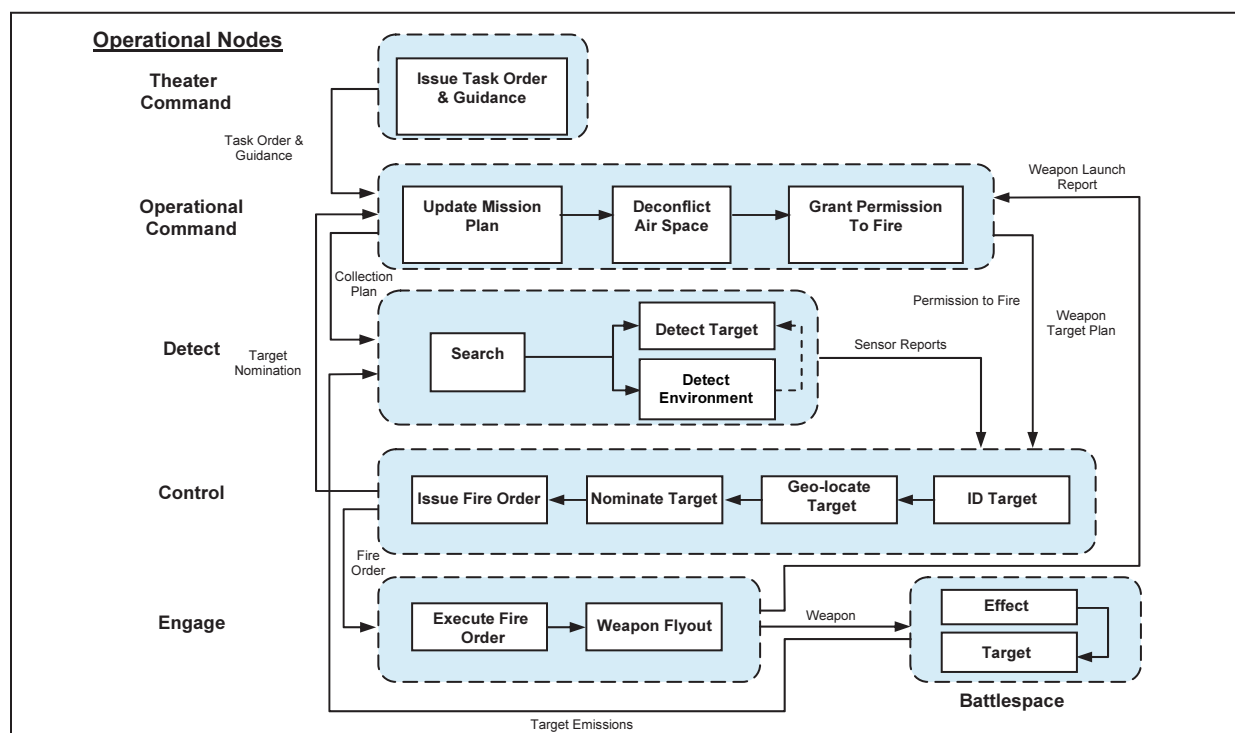 Operational Nodes
Theater
Command
Issue Task Order
& Guidance
Task Order &
Guidance
Operational
Command
Update Mission
Plan
Deconflict
Air Space
Grant Permission
To Fire
Weapon Launch
Report
Collection
Plan
Permission to Fire
Weapon
Target Plan
Detect
Target
Nomination
Search
Detect Target
Detect
Environment
Sensor Reports
Control
Issue Fire Order
Nominate Target
Geo-locate
Target
ID Target
Fire
Order
Engage
Execute Fire
Order
Weapon Flyout
Weapon
Effect
Target
Battlespace
Target Emissions